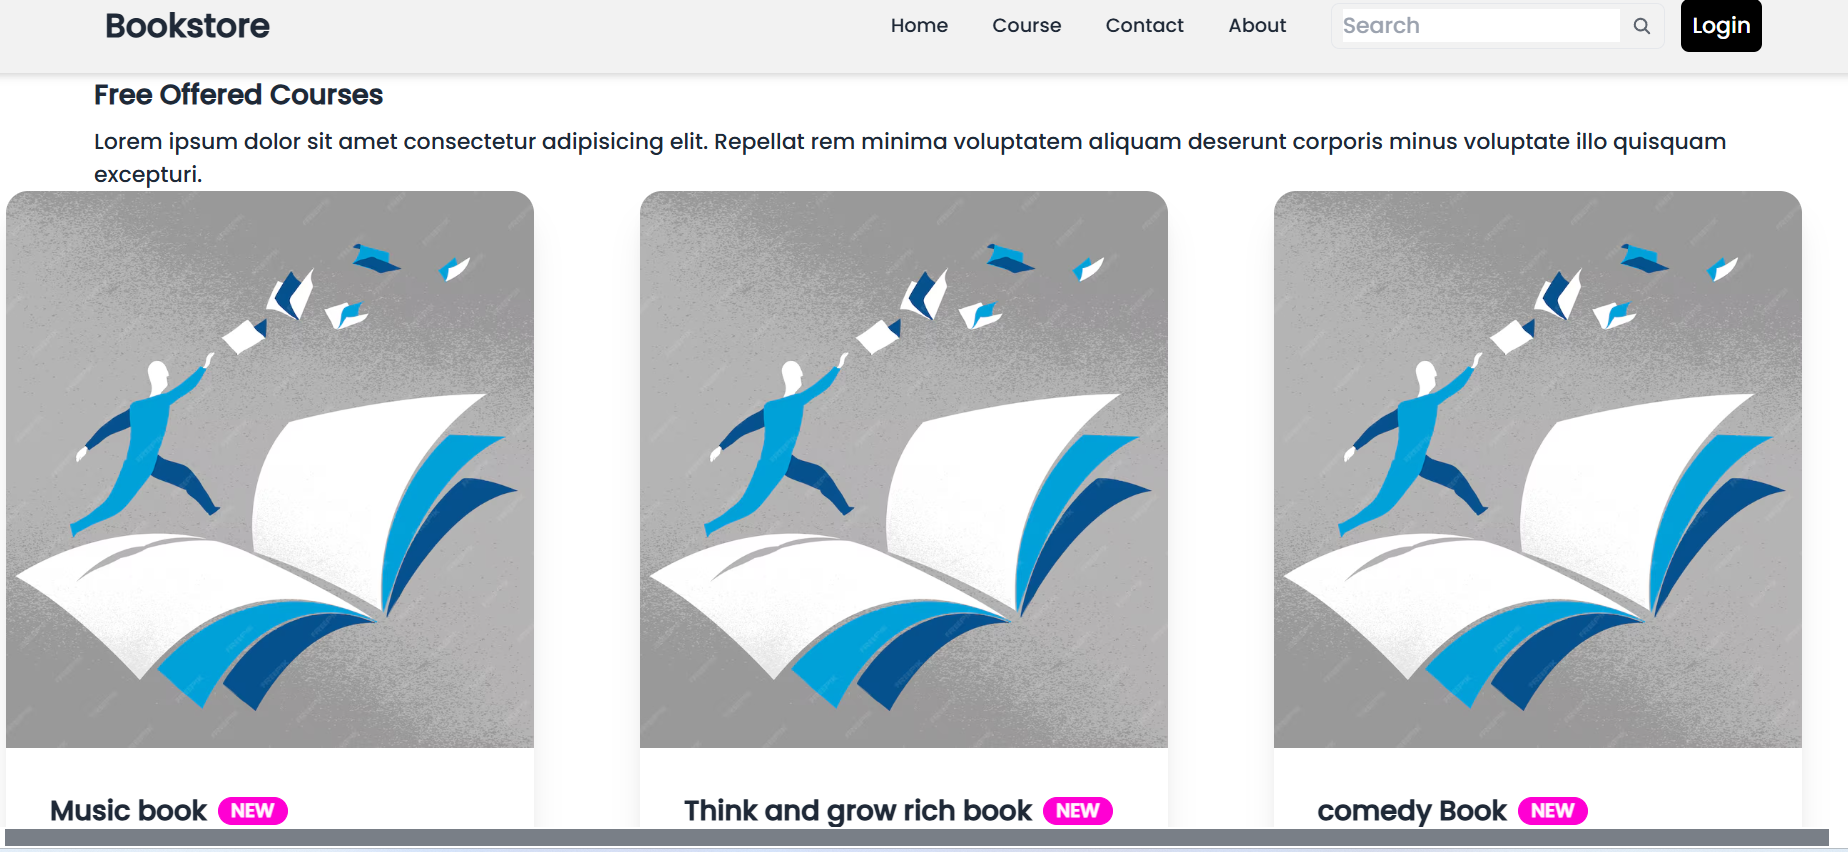 Bookstore
Home Course Contact About Search Login
Free Offered Courses
Lorem ipsum dolor sit amet consectetur adipisicing elit. Repellat rem minima voluptatem aliquam deserunt corporis minus voluptate illo quisquam
excepturi.
Music book NEW
Think and grow rich book NEW
comedy Book NEW